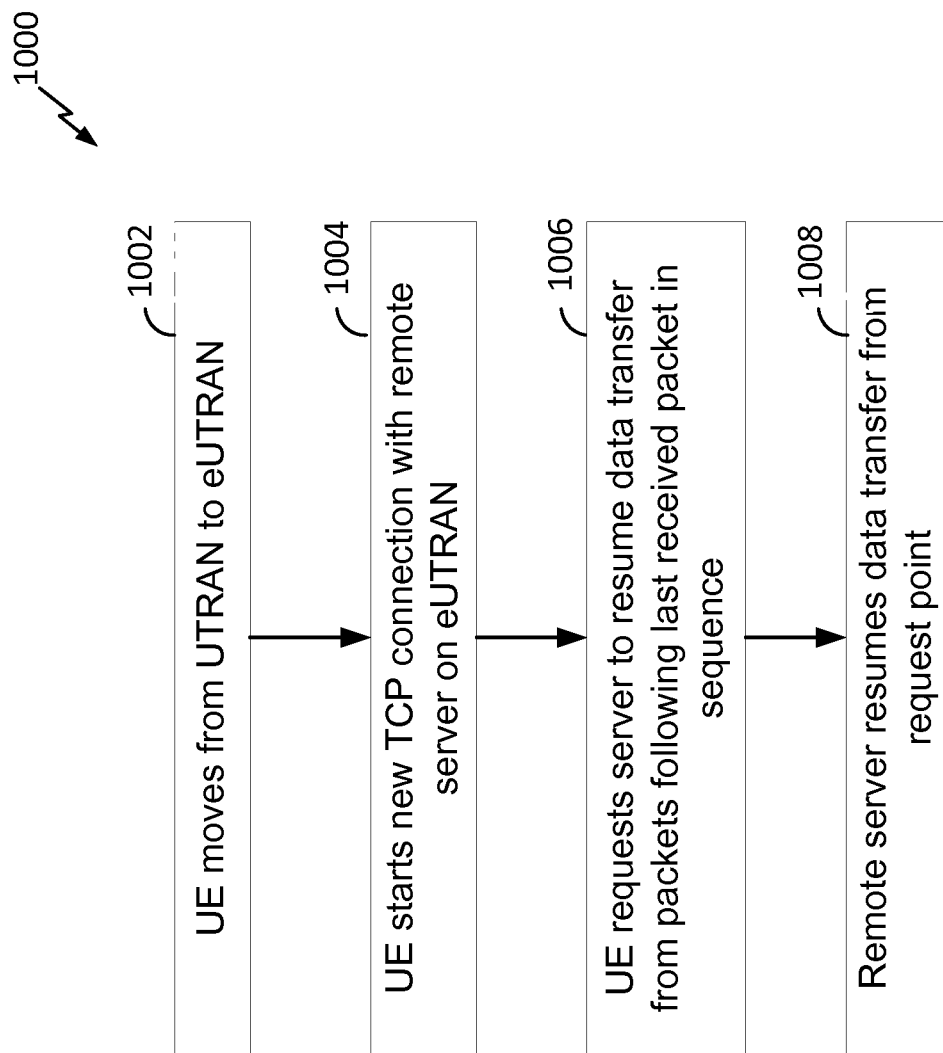 1000
1002
UE moves from UTRAN to eUTRAN
1004
UE starts new TCP connection with remote
server on eUTRAN
1006
UE requests server to resume data transfer
from packets following last received packet in
sequence
1008
Remote server resumes data transfer from
request point